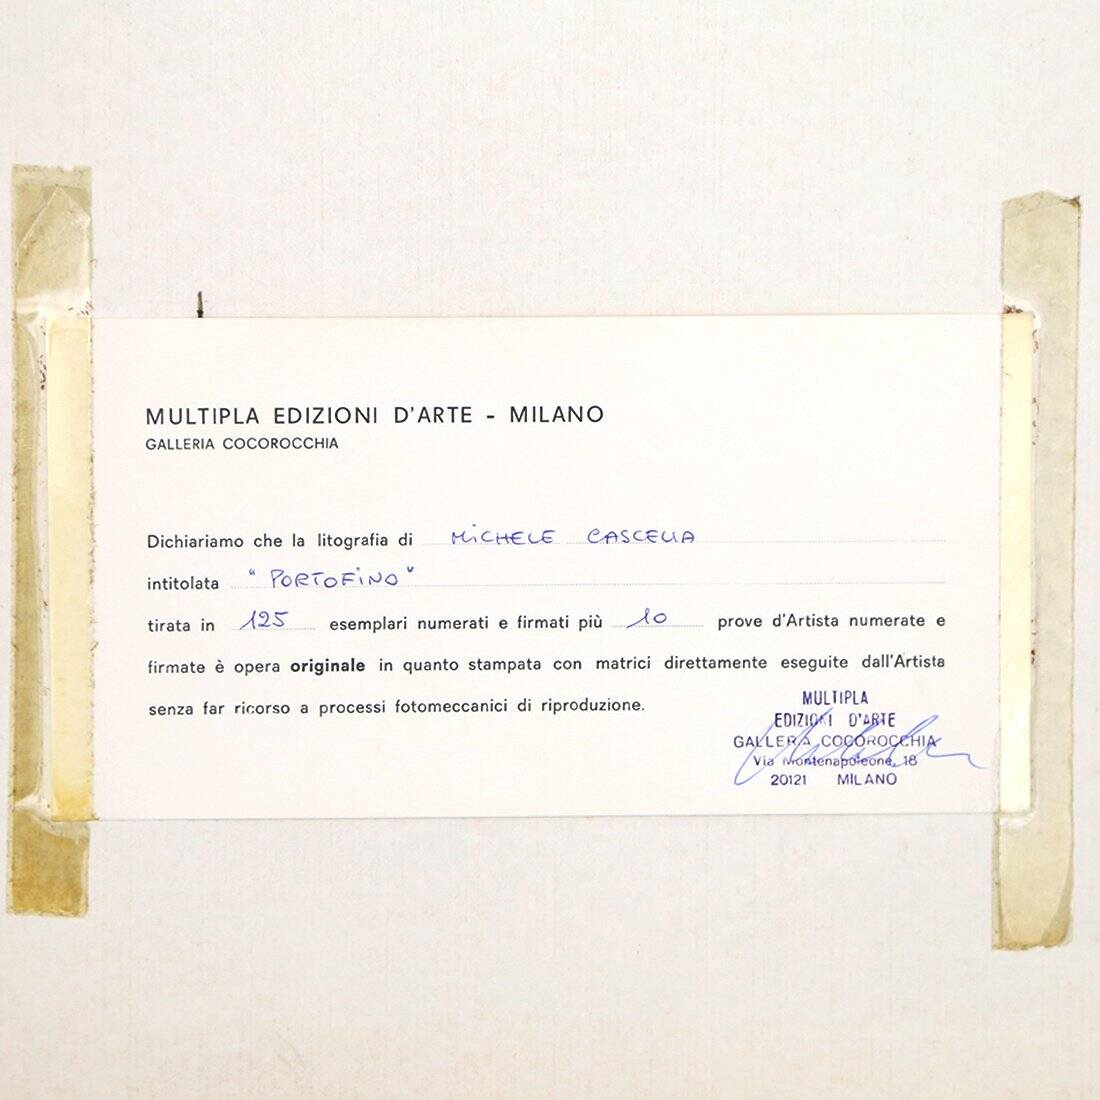 MULTIPLA EDIZIONI D'ARTE - MILANO
GALLERIA COCOROCCHIA
Dichiariamo che la litografia di MiCHELE CASCELLA
intitolata "PORTOFiNO"
tirata in 125 esemplari numerati e firmati più 10 prove d'Artista numerate e
firmate è opera originale in quanto stampata con matrici direttamente eseguite dall'Artista
senza far ricorso a processi fotomeccanici di riproduzione.
MULTIPLA
EDIZIONI D'ARTE
GALLERIA COCOROCCHIA
Via Montenapoleone, 18
20121 MILANO